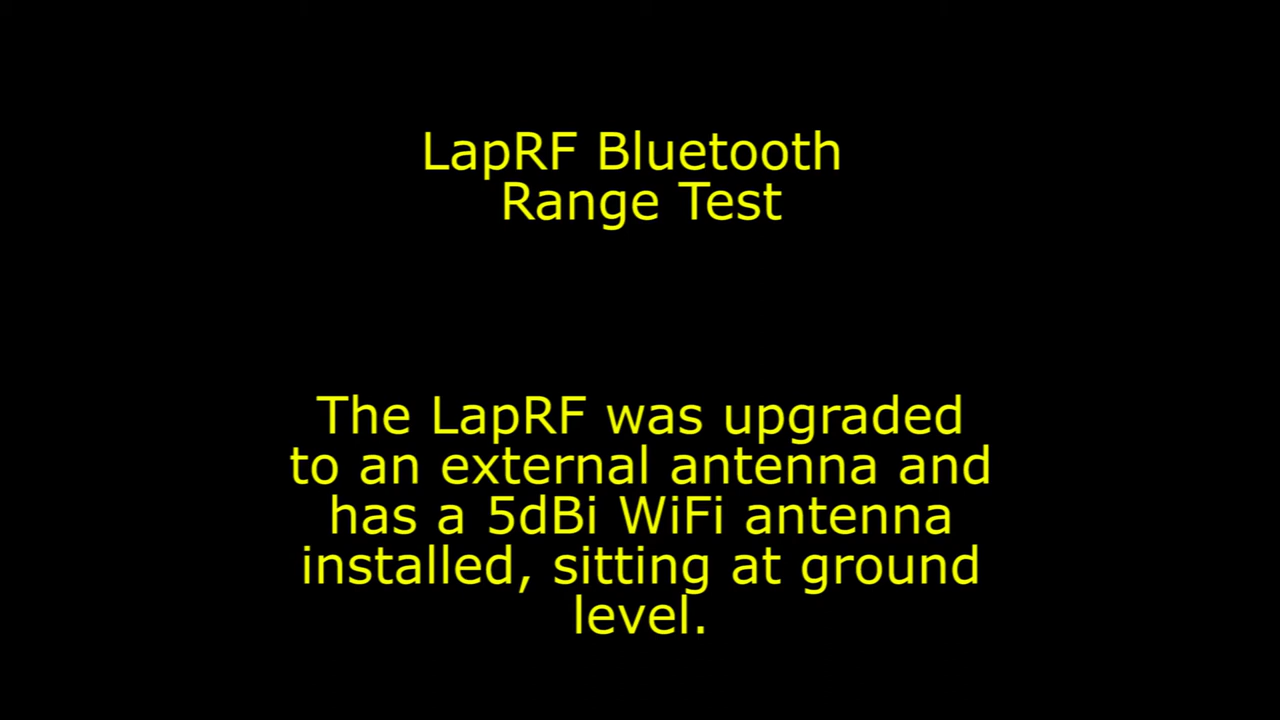 LapRF Bluetooth
Range Test
The LapRF was upgraded
to an external antenna and
has a 5dBi WiFi antenna
installed, sitting at ground
level.